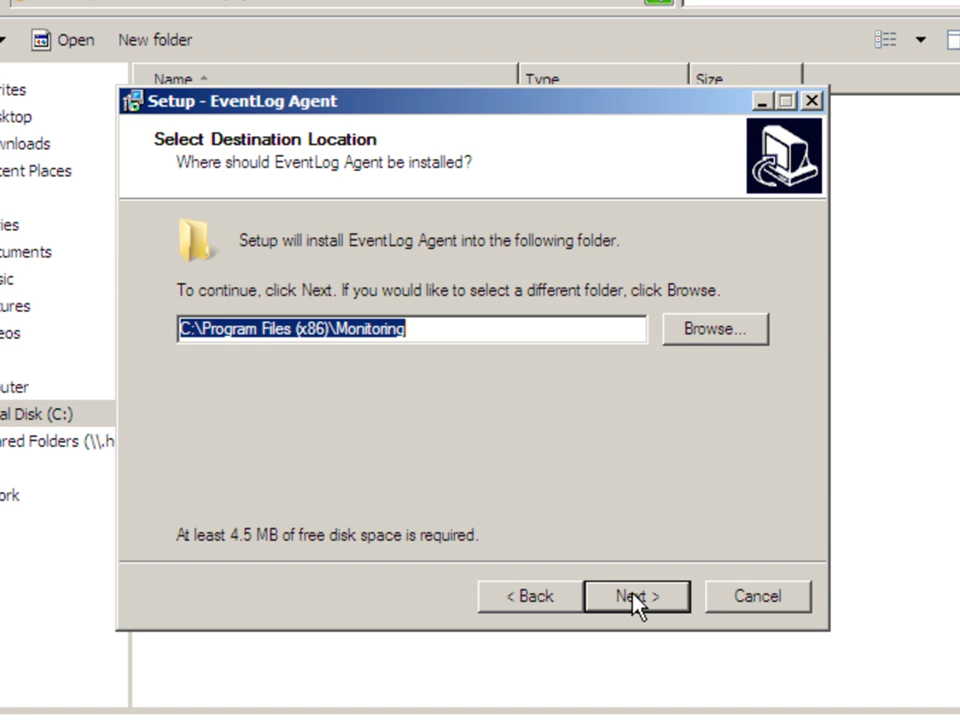 Open New folder
Name Type Size
rites
sktop
wnloads
cent Places
ies
cuments
sic
tures
eos
uter
al Disk (C:)
ared Folders (\\.h
ork
Setup - EventLog Agent
Select Destination Location
Where should EventLog Agent be installed?
Setup will install EventLog Agent into the following folder.
To continue, click Next. If you would like to select a different folder, click Browse.
C:\Program Files (x86)\Monitoring
Browse...
At least 4.5 MB of free disk space is required.
< Back Next > Cancel